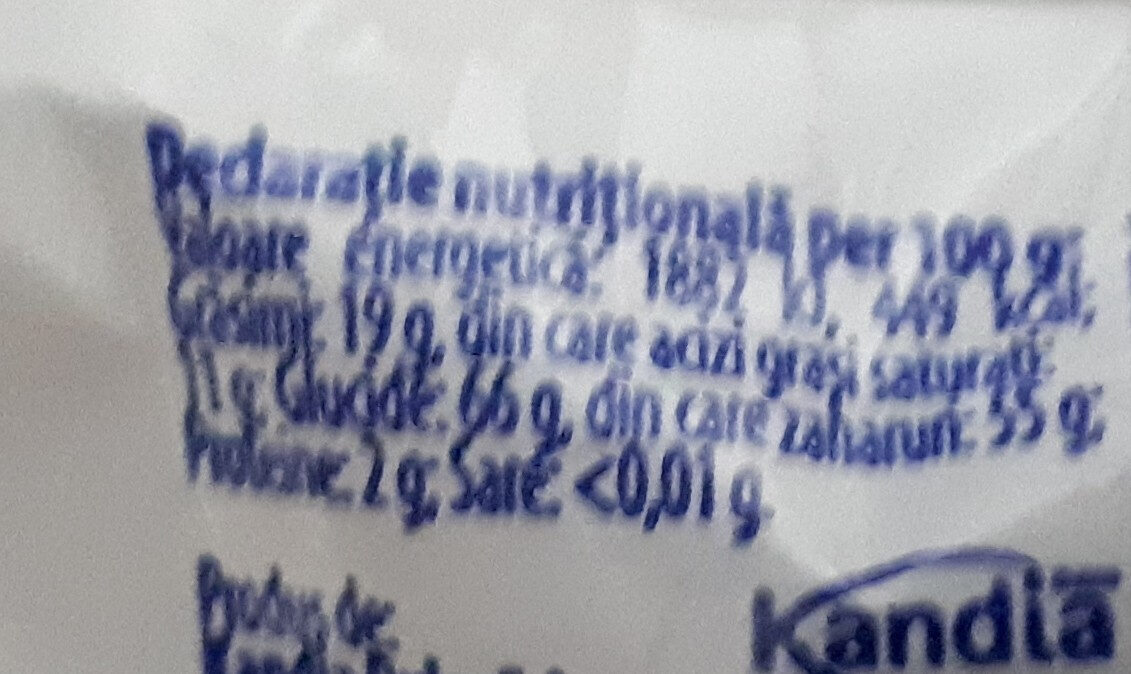 Declarație nutrițională per 100 g:
Valoare energetică: 1882 kJ, 449 kcal;
Grăsimi: 19 g, din care acizi grași saturați:
11 g; Glucide: 66 g, din care zaharuri: 55 g;
Proteine: 2 g; Sare: <0,01 g.
Produs de:
Kandia